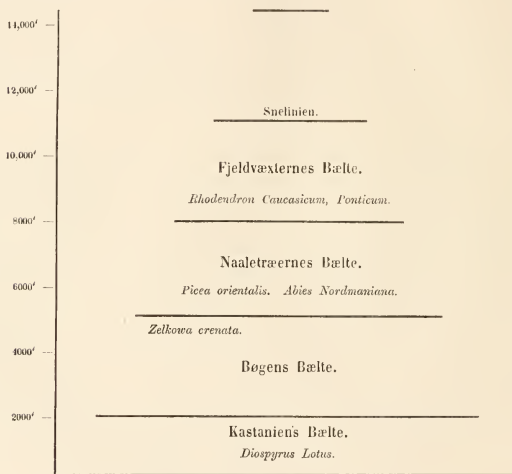 14,000'
12,000'
Snelinien.
10,000'
Fjeldvæxternes Bælte.
Rhodendron Caucasicum, Ponticum.
8000'
Naaletræernes Bælte.
6000'
Picea orientalis. Abies Nordmaniana.
Zelkowa crenata.
4000'
Bøgens Bælte.
2000'
Kastaniens Bælte.
Diospyrus Lotus.